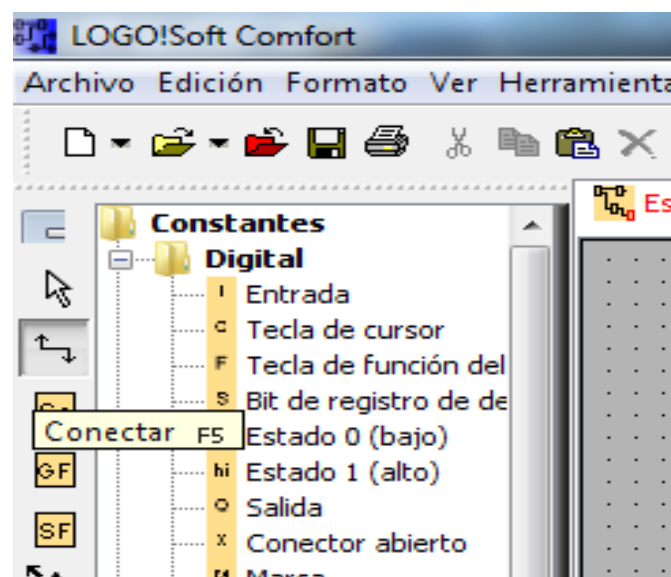 LOGO!Soft Comfort
Archivo Edición Formato Ver Herramienta
Es
Constantes
Digital
I Entrada
C Tecla de cursor
F Tecla de función del
S Bit de registro de de
Conectar F5
Estado 0 (bajo)
GF
hi Estado 1 (alto)
Q Salida
SF
X Conector abierto
M Marca